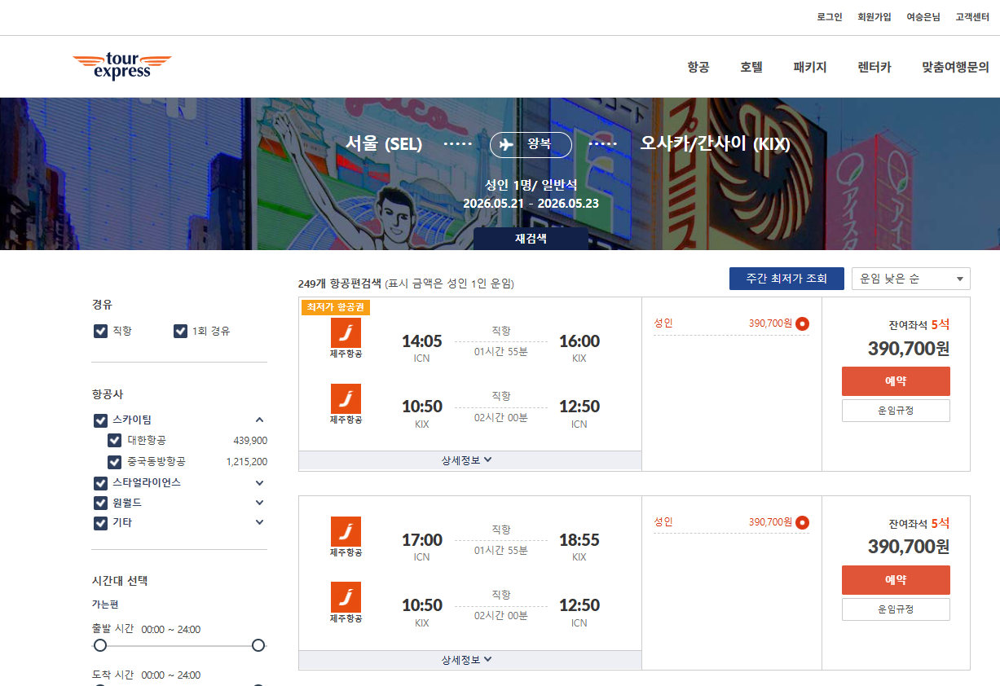 로그인 회원가입 여승은님 고객센터
tour
express
항공 호텔 패키지 렌터카 맞춤여행문의
서울 (SEL) ····· 왕복 ····· 오사카/간사이 (KIX)
성인 1명/ 일반석
2026.05.21 - 2026.05.23
재검색
249개 항공편검색 (표시 금액은 성인 1인 운임)
주간 최저가 조회
운임 낮은 순
경유
직항 1회 경유
항공사
스카이팀
대한항공 439,900
중국동방항공 1,215,200
스타얼라이언스
원월드
기타
시간대 선택
가는편
출발 시간 00:00 ~ 24:00
도착 시간 00:00 ~ 24:00
최저가 항공권
제주항공
14:05 직항 16:00
ICN 01시간 55분 KIX
제주항공
10:50 직항 12:50
KIX 02시간 00분 ICN
상세정보
성인 390,700원
잔여좌석 5석
390,700원
예약
운임규정
제주항공
17:00 직항 18:55
ICN 01시간 55분 KIX
제주항공
10:50 직항 12:50
KIX 02시간 00분 ICN
상세정보
성인 390,700원
잔여좌석 5석
390,700원
예약
운임규정